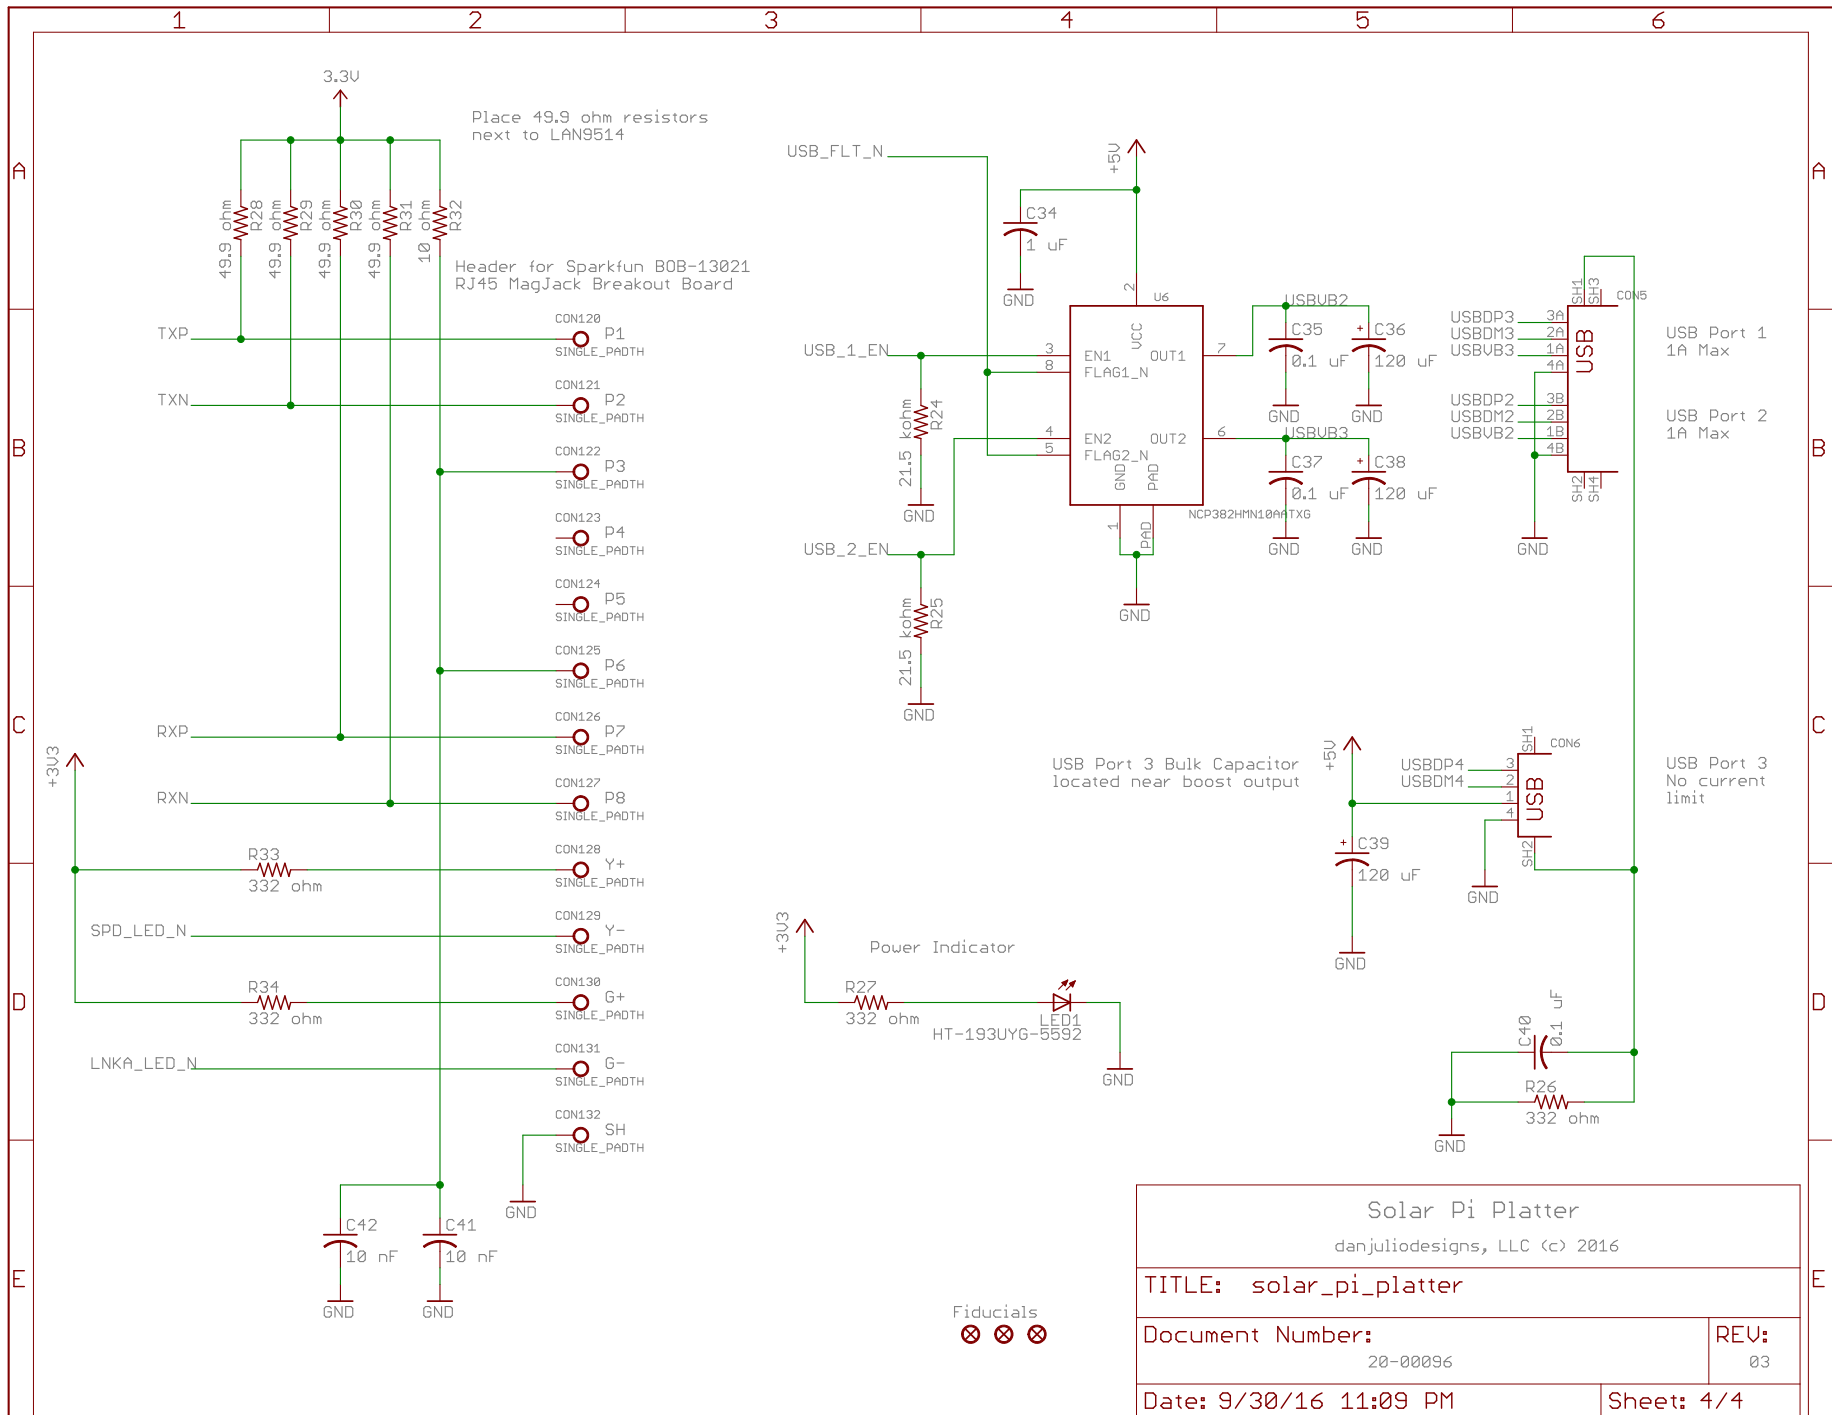 1 2 3 4 5 6
A A
B B
C C
D D
E E
3.3V
Place 49.9 ohm resistors
next to LAN9514
49.9 ohm R28
49.9 ohm R29
49.9 ohm R30
49.9 ohm R31
10 ohm R32
Header for Sparkfun BOB-13021
RJ45 MagJack Breakout Board
TXP
CON120
P1
SINGLE_PADTH
TXN
CON121
P2
SINGLE_PADTH
CON122
P3
SINGLE_PADTH
CON123
P4
SINGLE_PADTH
CON124
P5
SINGLE_PADTH
CON125
P6
SINGLE_PADTH
RXP
CON126
P7
SINGLE_PADTH
RXN
CON127
P8
SINGLE_PADTH
+3V3
R33
332 ohm
CON128
Y+
SINGLE_PADTH
SPD_LED_N
CON129
Y-
SINGLE_PADTH
R34
332 ohm
CON130
G+
SINGLE_PADTH
LNKA_LED_N
CON131
G-
SINGLE_PADTH
CON132
SH
SINGLE_PADTH
GND
C42
10 nF
GND
C41
10 nF
GND
USB_FLT_N
+5V
C34
1 uF
GND
2
U6
VCC
USB_1_EN
3
EN1
OUT1
7
8
FLAG1_N
4
EN2
OUT2
6
5
FLAG2_N
GND
PAD
1
PAD
NCP382HMN10AATXG
GND
21.5 kohm
R24
GND
USB_2_EN
21.5 kohm
R25
GND
USBVB2
C35
0.1 uF
GND
C36
+
120 uF
GND
USBVB3
C37
0.1 uF
GND
C38
+
120 uF
GND
SH1
SH3
CON5
USBDP3
3A
USBDM3
2A
USBVB3
1A
4A
USB
USBDP2
3B
USBDM2
2B
USBVB2
1B
4B
SH2
SH4
GND
USB Port 1
1A Max
USB Port 2
1A Max
USB Port 3 Bulk Capacitor
located near boost output
+5V
C39
+
120 uF
GND
SH1
CON6
USBDP4
3
USBDM4
2
1
4
USB
SH2
GND
USB Port 3
No current
limit
+3V3
Power Indicator
R27
332 ohm
LED1
HT-193UYG-5592
GND
C40
0.1 uF
R26
332 ohm
GND
Fiducials
Solar Pi Platter
danjuliodesigns, LLC (c) 2016
TITLE: solar_pi_platter
Document Number:
20-00096
REV:
03
Date: 9/30/16 11:09 PM
Sheet: 4/4